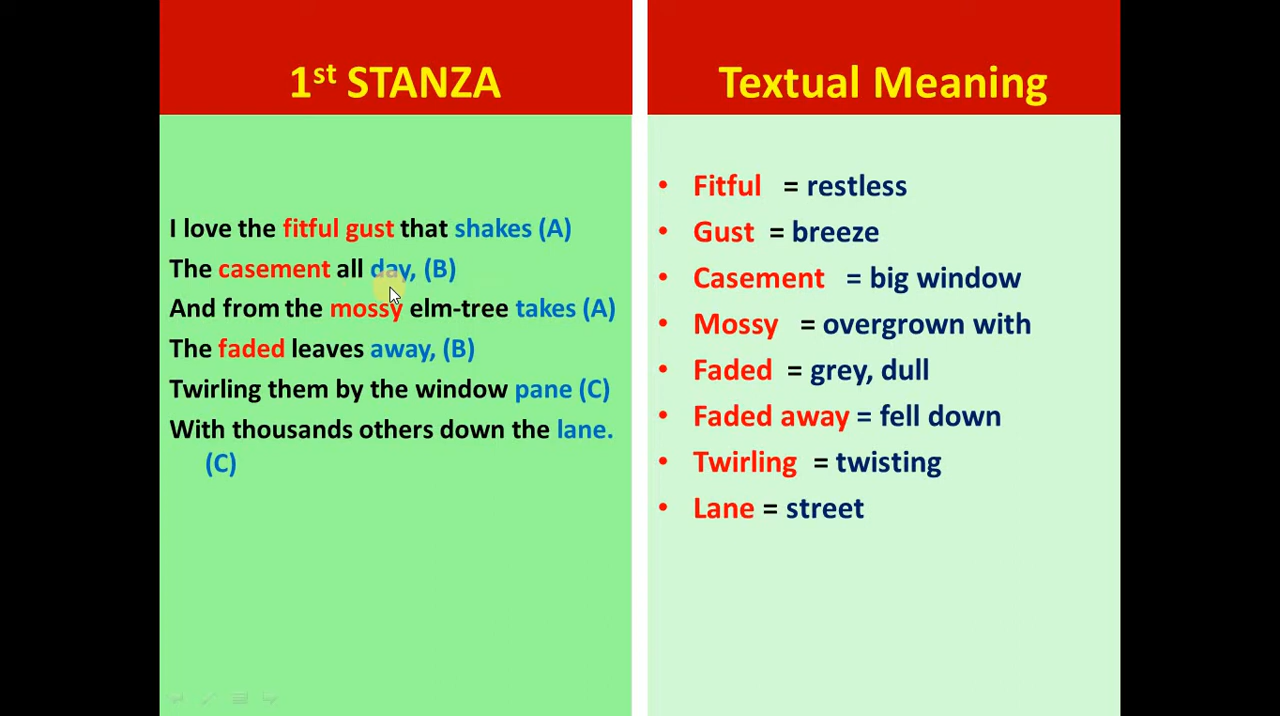 1st STANZA
I love the fitful gust that shakes (A)
The casement all day, (B)
And from the mossy elm-tree takes (A)
The faded leaves away, (B)
Twirling them by the window pane (C)
With thousands others down the lane.
(C)
Textual Meaning
• Fitful = restless
• Gust = breeze
• Casement = big window
• Mossy = overgrown with
• Faded = grey, dull
• Faded away = fell down
• Twirling = twisting
• Lane = street